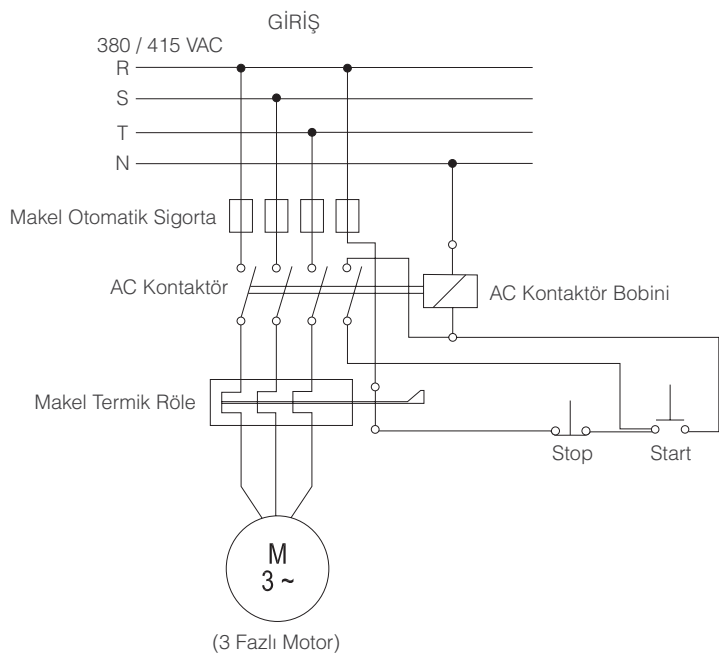 GİRİŞ
380 / 415 VAC
R
S
T
N
Makel Otomatik Sigorta
AC Kontaktör
AC Kontaktör Bobini
Makel Termik Röle
Stop
Start
M
3 ~
(3 Fazlı Motor)